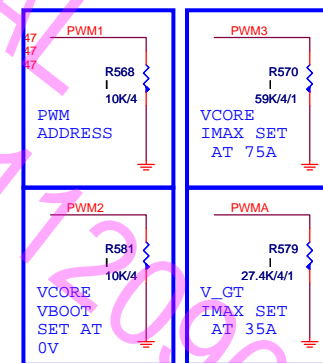 PWM1
47
47
47
R568
10K/4
PWM
ADDRESS
PWM3
R570
59K/4/1
VCORE
IMAX SET
AT 75A
PWM2
R581
10K/4
VCORE
VBOOT
SET AT
0V
PWMA
R579
27.4K/4/1
V_GT
IMAX SET
AT 35A